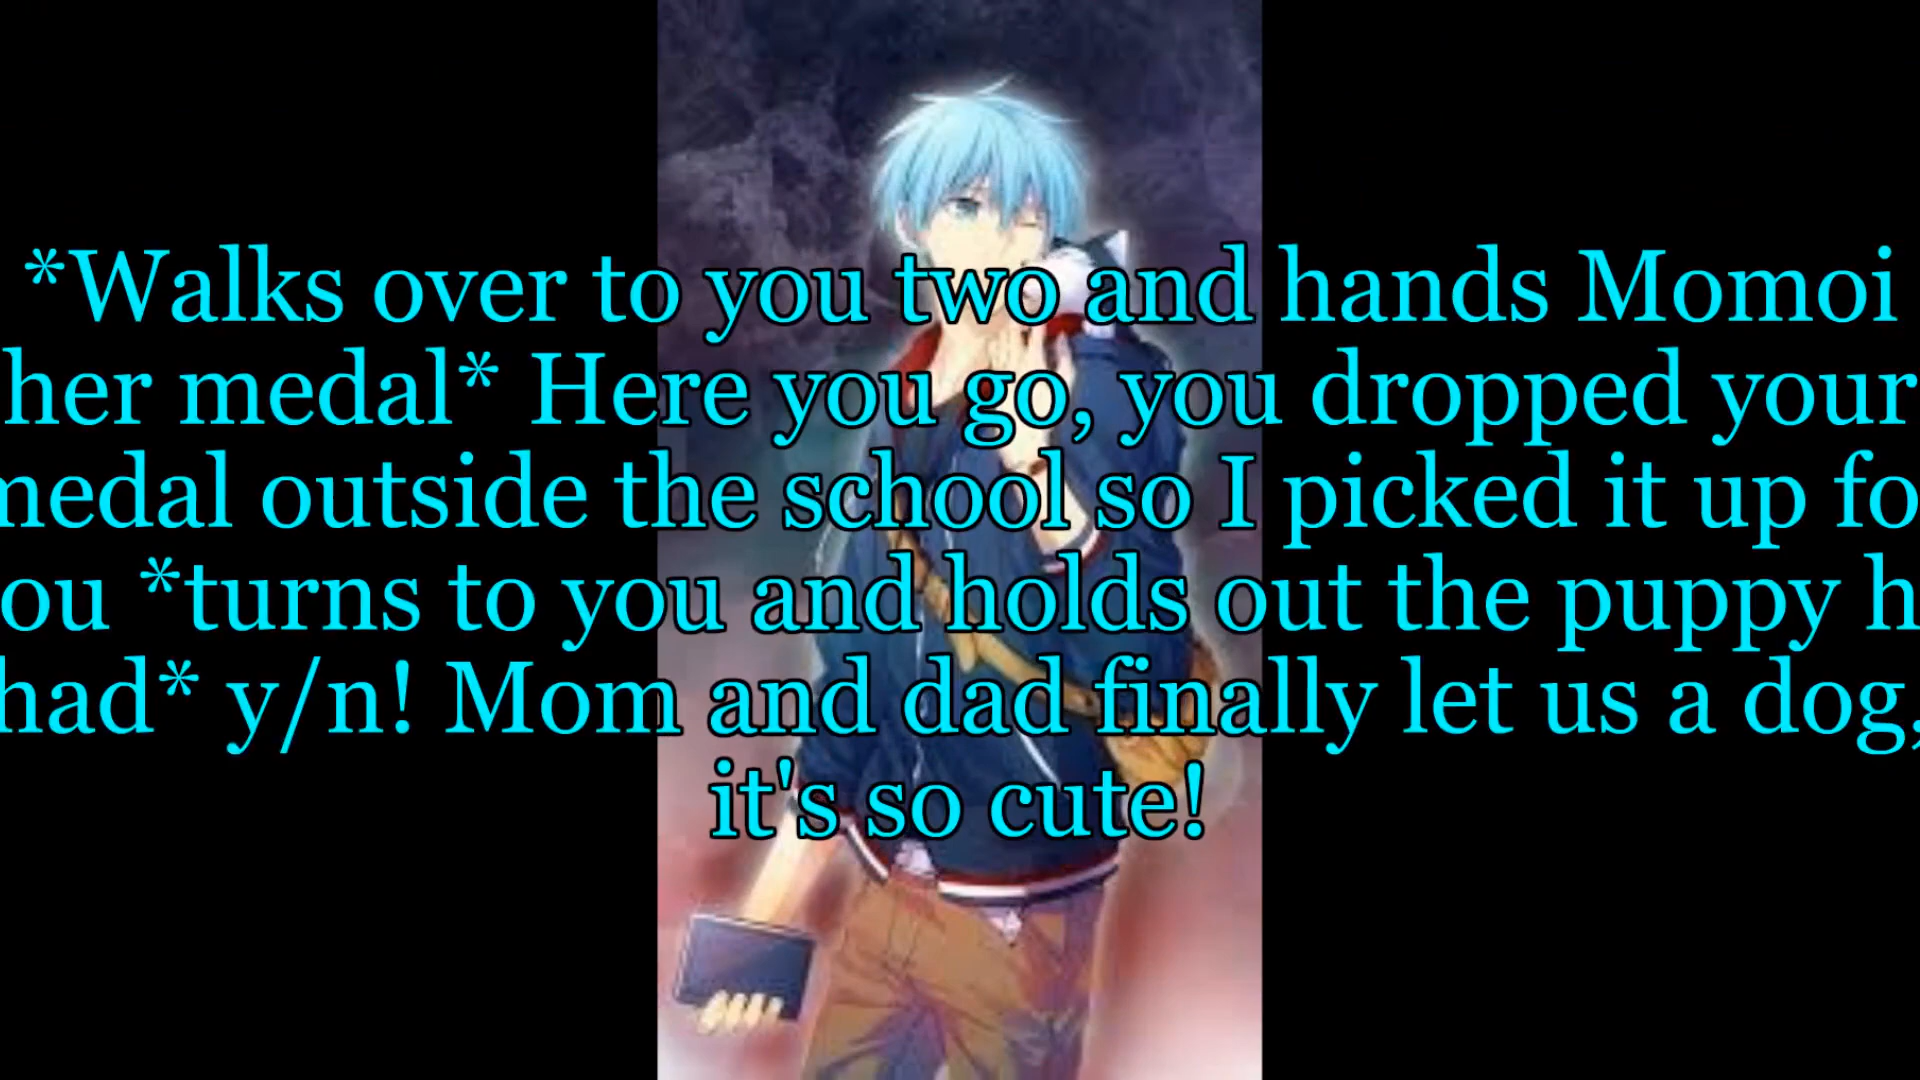 *Walks over to you two and hands Momoi
her medal* Here you go, you dropped your
medal outside the school so I picked it up fo
ou *turns to you and holds out the puppy h
had* y/n! Mom and dad finally let us a dog,
it's so cute!